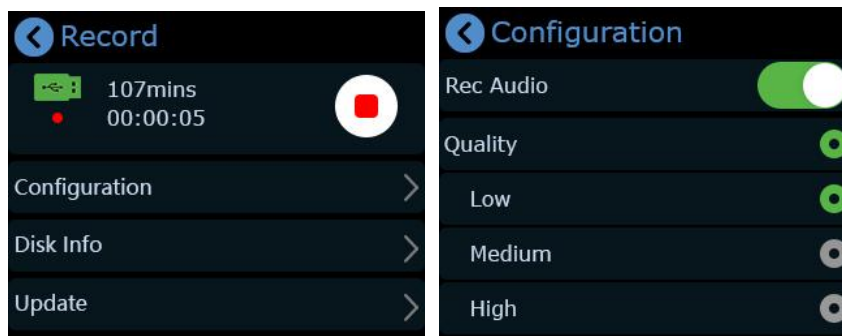 Record
107mins
00:00:05
Configuration
Disk Info
Update
Configuration
Rec Audio
Quality
Low
Medium
High